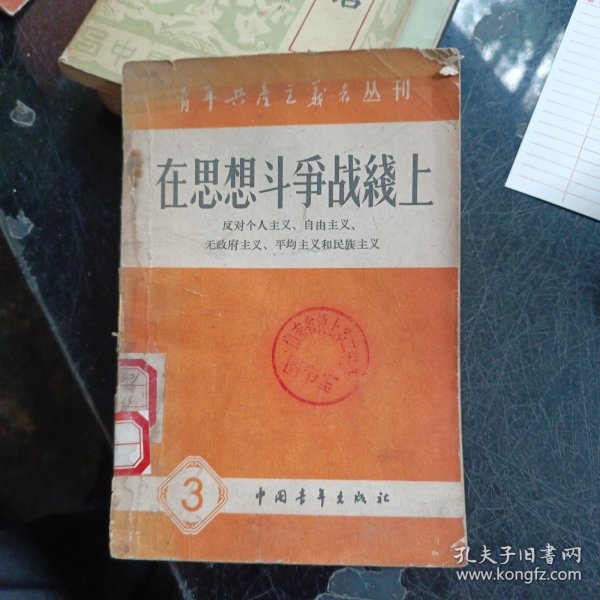 青年共产主义者丛刊
在思想斗爭战綫上
反对个人主义、自由主义、
无政府主义、平均主义和民族主义
3
中国青年出版社
孔夫子旧书网
www.kongfz.com